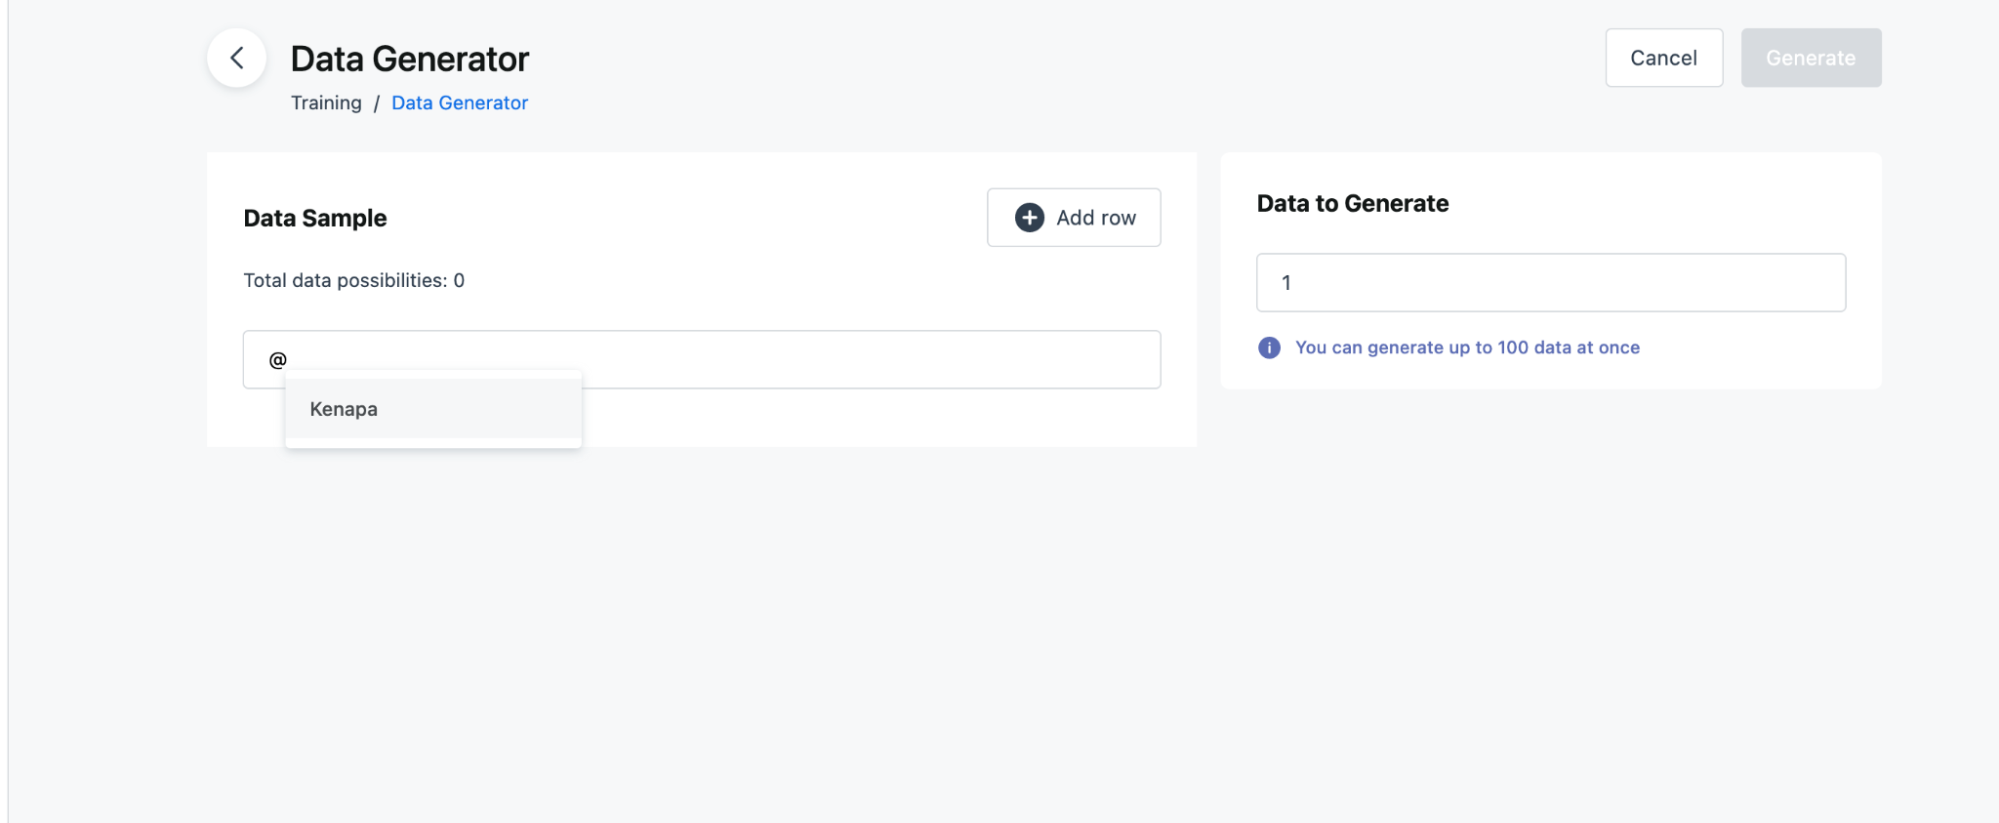 Data Generator
Cancel
Generate
Training / Data Generator
Data Sample
Add row
Total data possibilities: 0
@
Kenapa
Data to Generate
1
You can generate up to 100 data at once